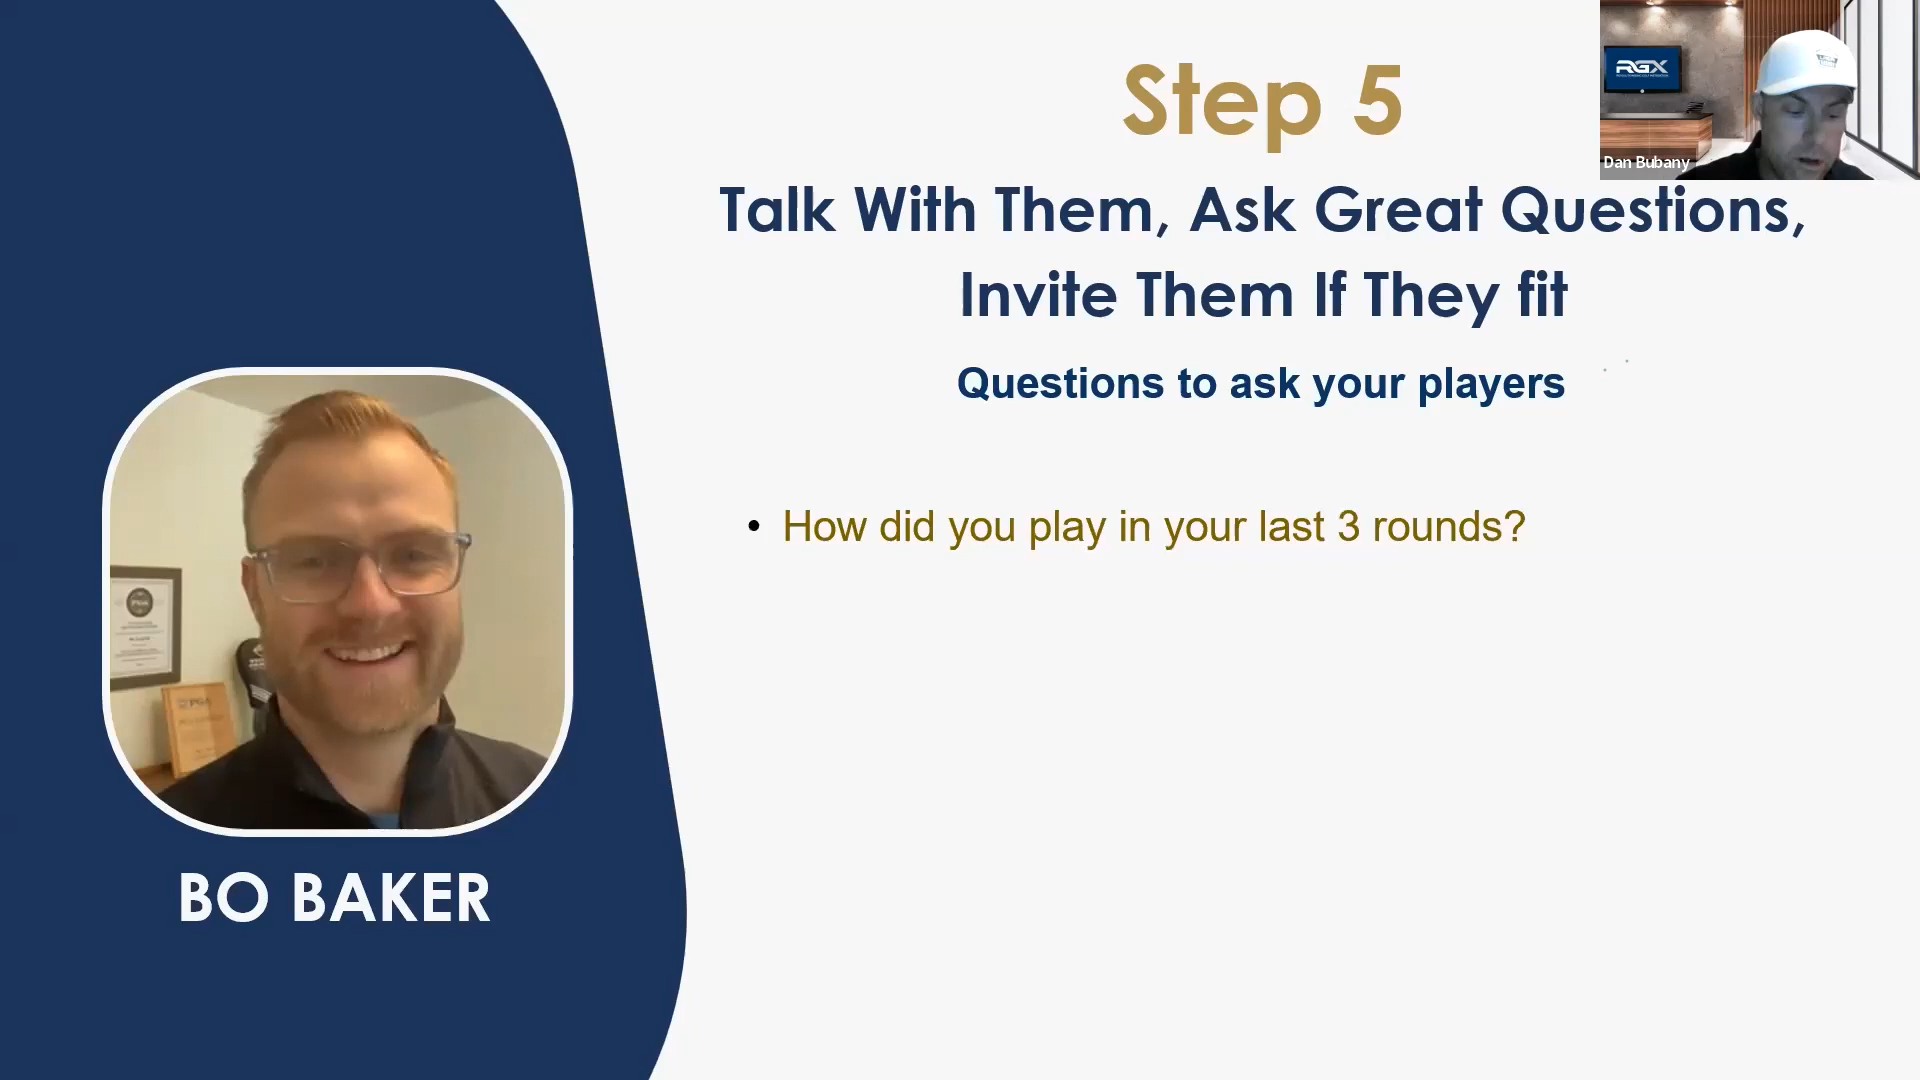 Step 5
RGX
Dan Bubany
Talk With Them, Ask Great Questions,
Invite Them If They fit
Questions to ask your players
• How did you play in your last 3 rounds?
PGA
BO BAKER